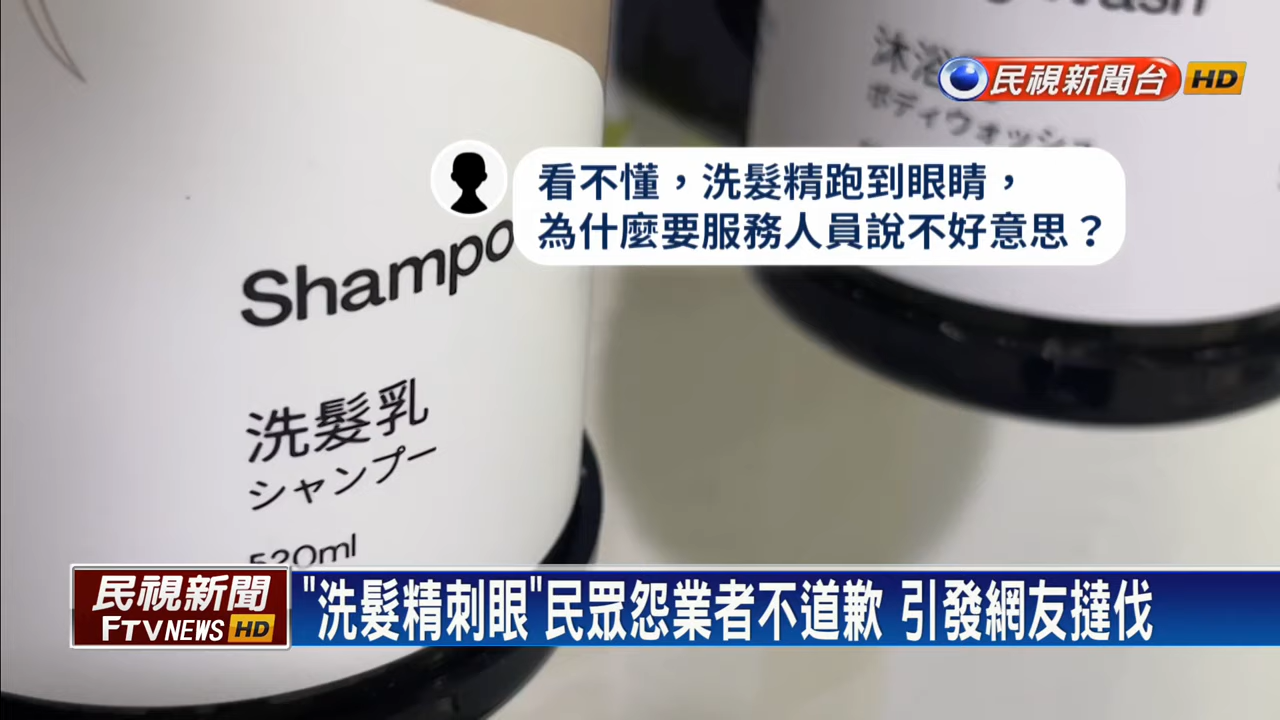 Wash
沐浴
ボディウォッシュ
民視新聞台 HD
看不懂，洗髮精跑到眼睛，
為什麼要服務人員說不好意思？
Shampo
洗髮乳
シャンプー
520ml
民視新聞
FTVNEWS HD
"洗髮精刺眼"民眾怨業者不道歉 引發網友撻伐